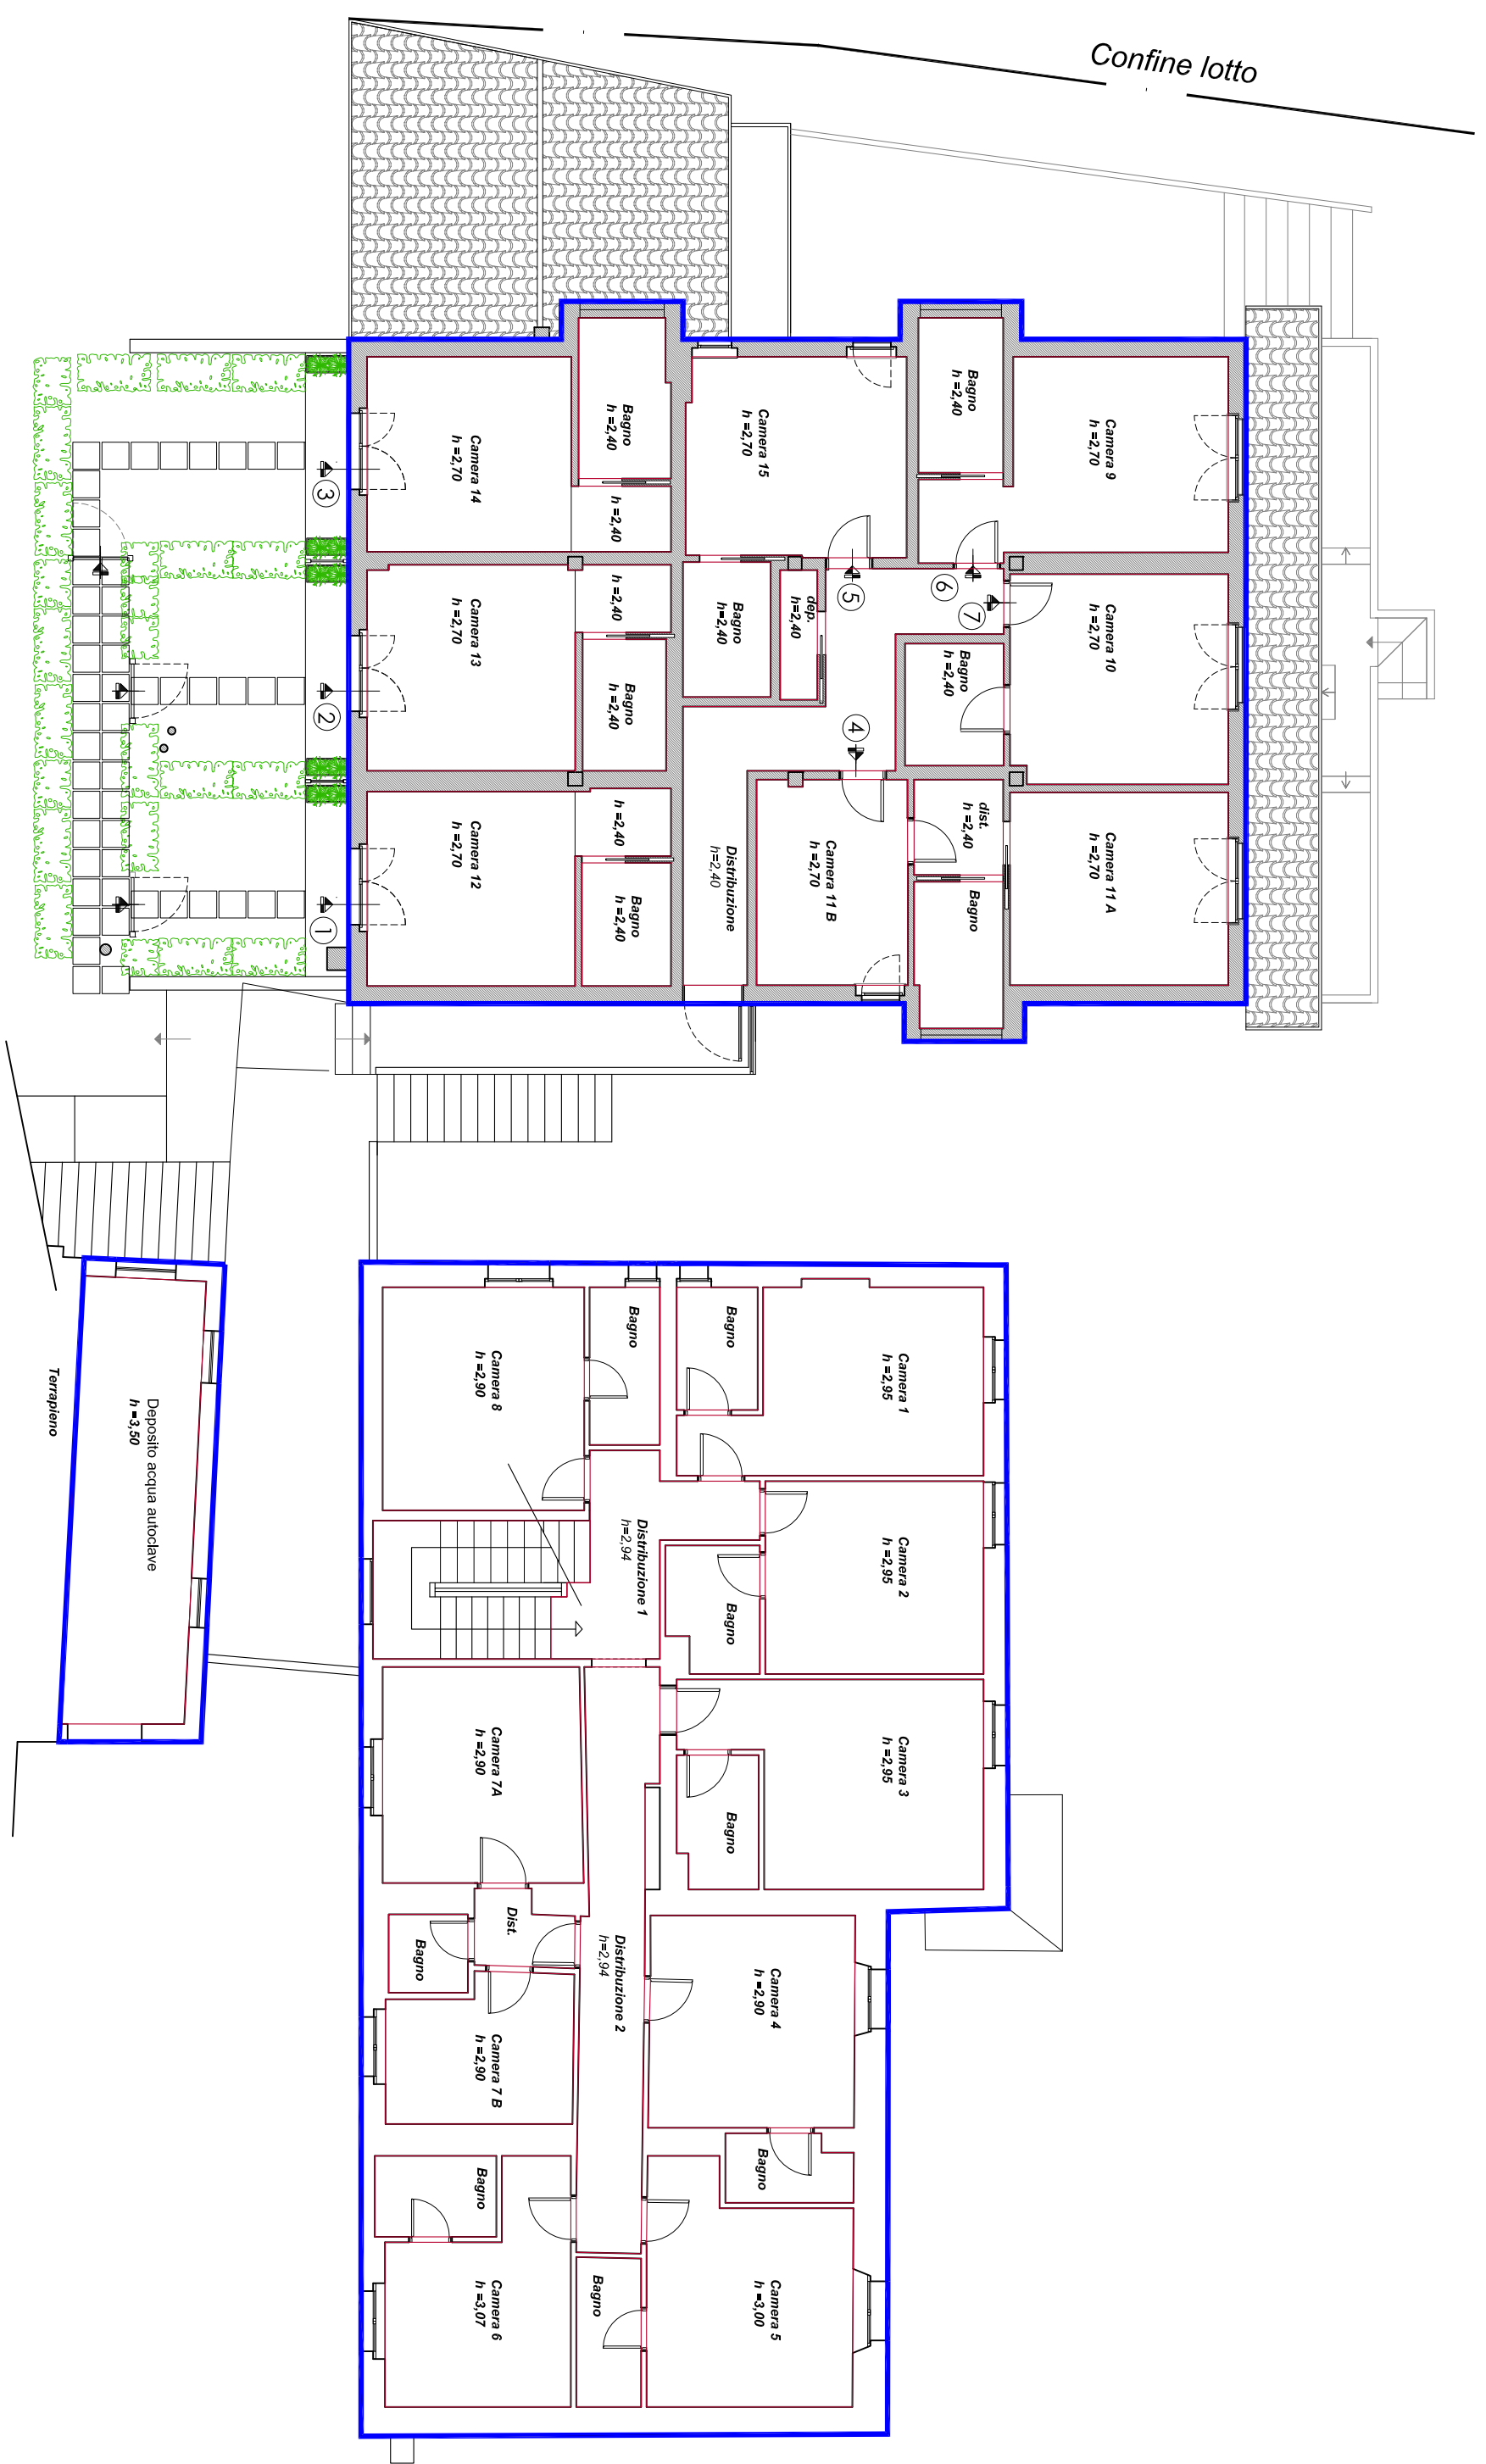 Confine lotto
Camera 9
h =2,70
Bagno
h =2,40
Camera 15
h =2,70
Bagno
h =2,40
h =2,40
Camera 14
h =2,70
3
Camera 10
h =2,70
Bagno
h =2,40
7
6
5
dep.
h=2,40
Bagno
h=2,40
h =2,40
Bagno
h =2,40
Camera 13
h =2,70
2
4
Camera 11 A
h =2,70
dist.
h =2,40
Bagno
Camera 11 B
h =2,70
Distribuzione
h=2,40
h =2,40
Bagno
h =2,40
Camera 12
h =2,70
1
Camera 1
h =2,95
Bagno
Bagno
Camera 8
h =2,90
Camera 2
h =2,95
Bagno
Distribuzione 1
h=2,94
Camera 3
h =2,95
Bagno
Camera 7A
h =2,90
Dist.
Bagno
Camera 4
h =2,90
Distribuzione 2
h=2,94
Camera 7 B
h =2,90
Bagno
Bagno
Camera 5
h =3,00
Bagno
Camera 6
h =3,07
Deposito acqua autoclave
h =3,50
Terrapieno